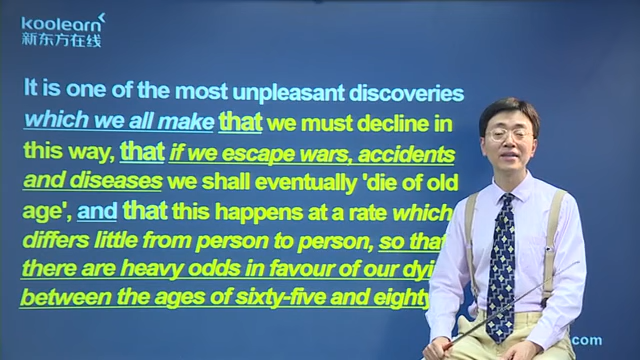 koolearn
新东方在线
It is one of the most unpleasant discoveries
which we all make that we must decline in
this way, that if we escape wars, accidents
and diseases we shall eventually 'die of old
age', and that this happens at a rate which
differs little from person to person, so that
there are heavy odds in favour of our
between the ages of sixty-five and eighty
.com